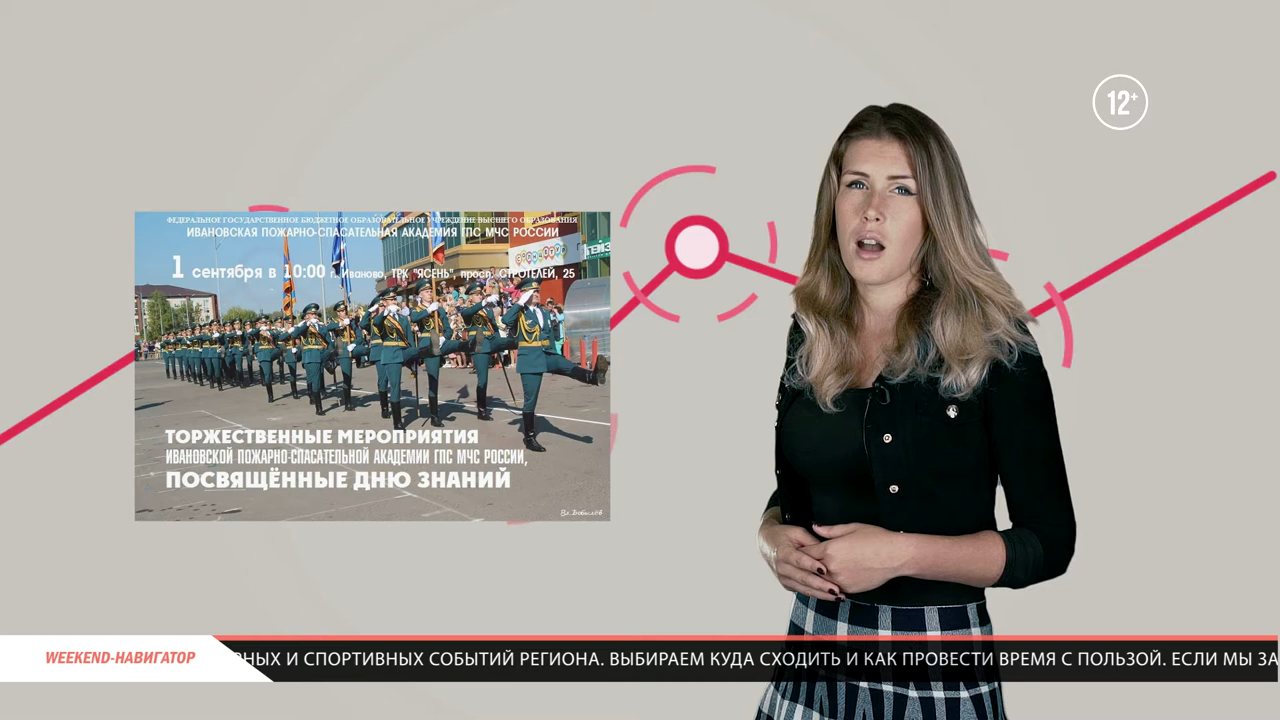 12+
ФЕДЕРАЛЬНОЕ ГОСУДАРСТВЕННОЕ БЮДЖЕТНОЕ ОБРАЗОВАТЕЛЬНОЕ УЧРЕЖДЕНИЕ ВЫСШЕГО ОБРАЗОВАНИЯ
ИВАНОВСКАЯ ПОЖАРНО-СПАСАТЕЛЬНАЯ АКАДЕМИЯ ГПС МЧС РОССИИ
1 сентября в 10:00 г. Иваново, ТРК "ЯСЕНЬ", просп. СТРОТЕЛЕЙ, 25
ТОРЖЕСТВЕННЫЕ МЕРОПРИЯТИЯ
ИВАНОВСКОЙ ПОЖАРНО-СПАСАТЕЛЬНОЙ АКАДЕМИИ ГПС МЧС РОССИИ,
ПОСВЯЩЁННЫЕ ДНЮ ЗНАНИЙ
WEEKEND-НАВИГАТОР
РНЫХ И СПОРТИВНЫХ СОБЫТИЙ РЕГИОНА. ВЫБИРАЕМ КУДА СХОДИТЬ И КАК ПРОВЕСТИ ВРЕМЯ С ПОЛЬЗОЙ. ЕСЛИ МЫ ЗА